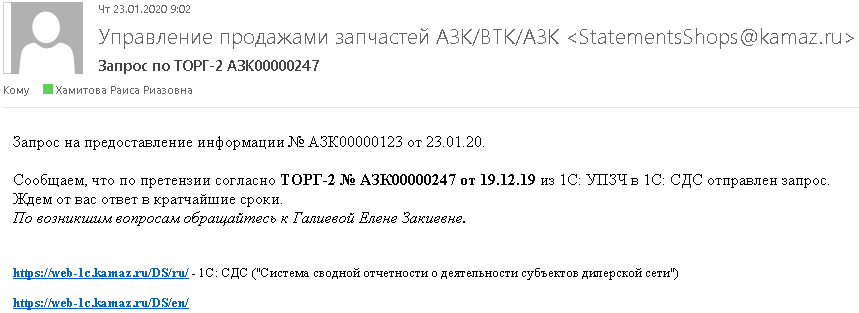 Чт 23.01.2020 9:02
Управление продажами запчастей АЗК/ВТК/АЗК <StatementsShops@kamaz.ru>
Запрос по ТОРГ-2 АЗК00000247
Кому Хамитова Раиса Риазовна
Запрос на предоставление информации № АЗК00000123 от 23.01.20.
Сообщаем, что по претензии согласно ТОРГ-2 № АЗК00000247 от 19.12.19 из 1С: УПЗЧ в 1С: СДС отправлен запрос.
Ждем от вас ответ в кратчайшие сроки.
По возникшим вопросам обращайтесь к Галиевой Елене Закиевне.
https://web-1c.kamaz.ru/DS/ru/ - 1С: СДС ("Система сводной отчетности о деятельности субъектов дилерской сети")
https://web-1c.kamaz.ru/DS/en/